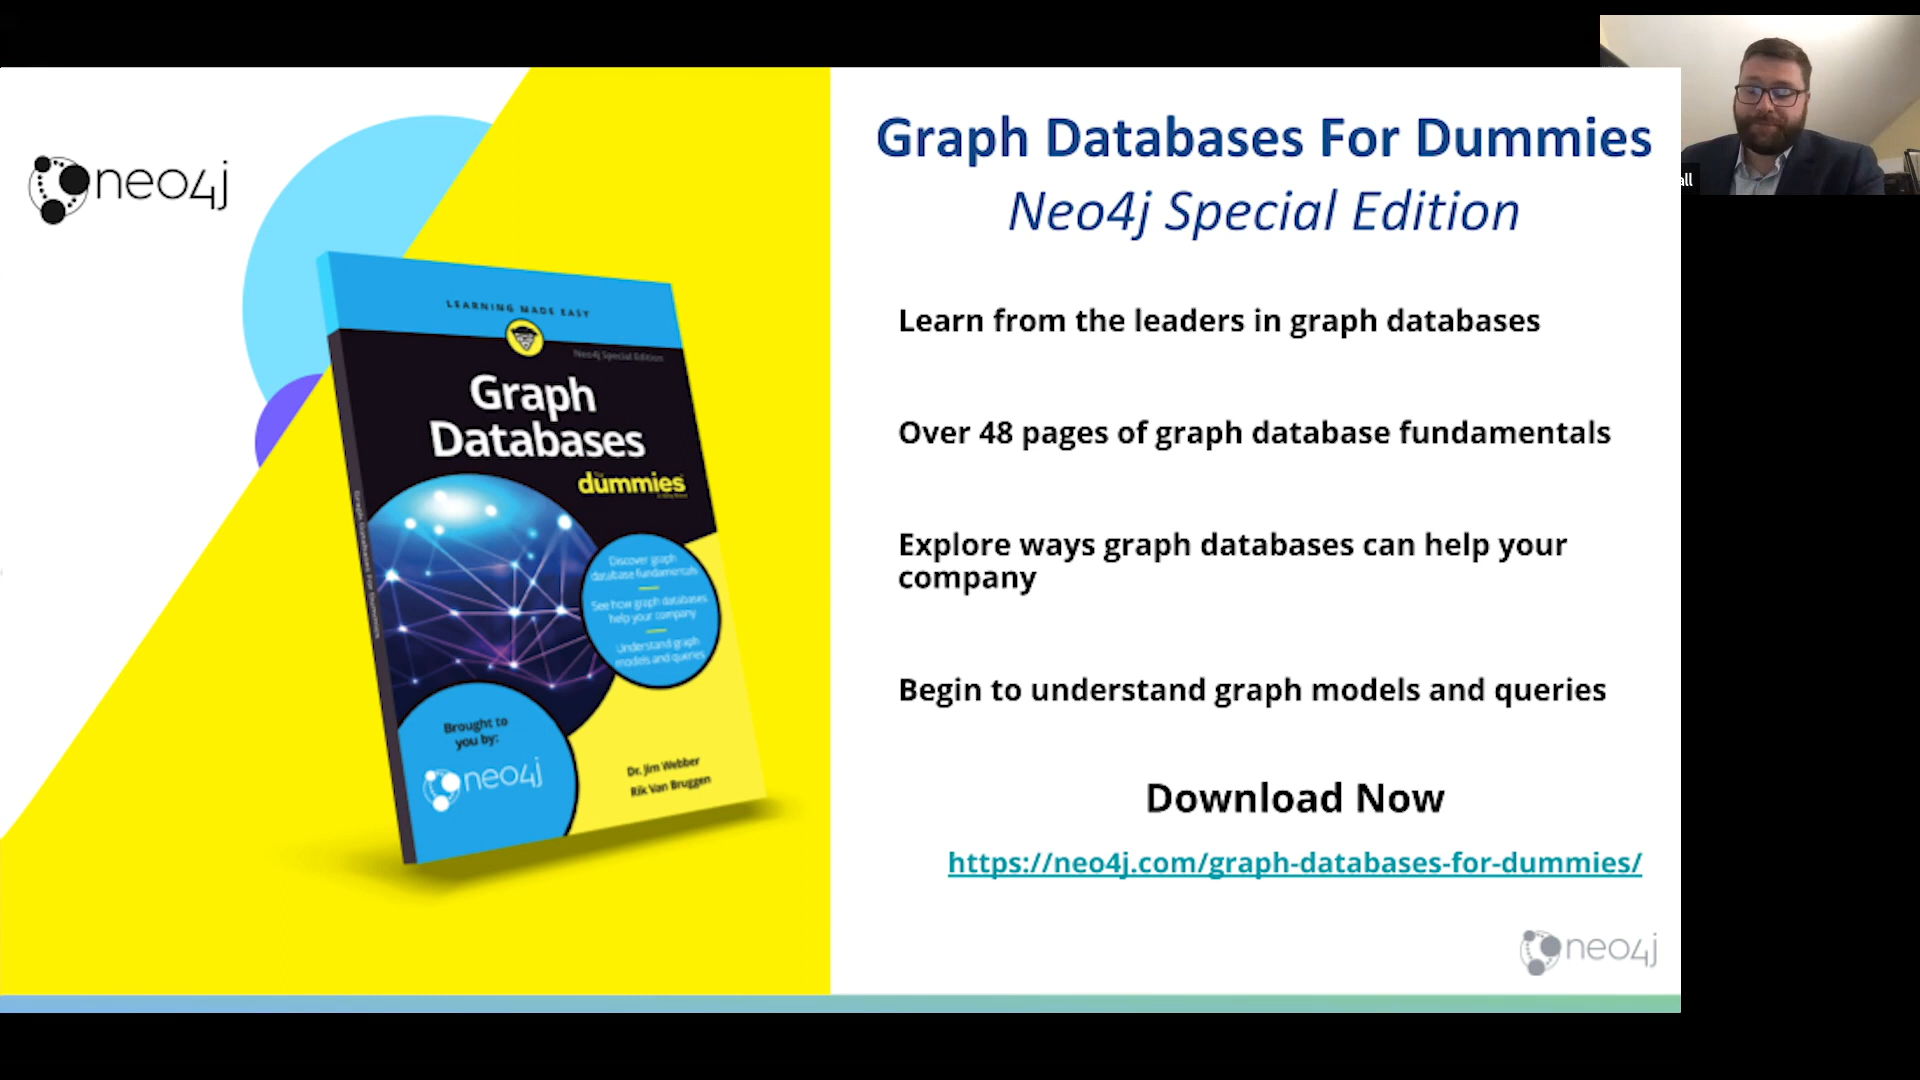 neo4j
LEARNING MADE EASY
Neo4j Special Edition
Graph
Databases
for
dummies
Discover graph
database fundamentals
See how graph databases
help your company
Understand graph
models and queries
Brought to
you by:
neo4j
Dr. Jim Webber
Rik Van Bruggen
Graph Databases For Dummies
Neo4j Special Edition
Learn from the leaders in graph databases
Over 48 pages of graph database fundamentals
Explore ways graph databases can help your
company
Begin to understand graph models and queries
Download Now
https://neo4j.com/graph-databases-for-dummies/
neo4j
all